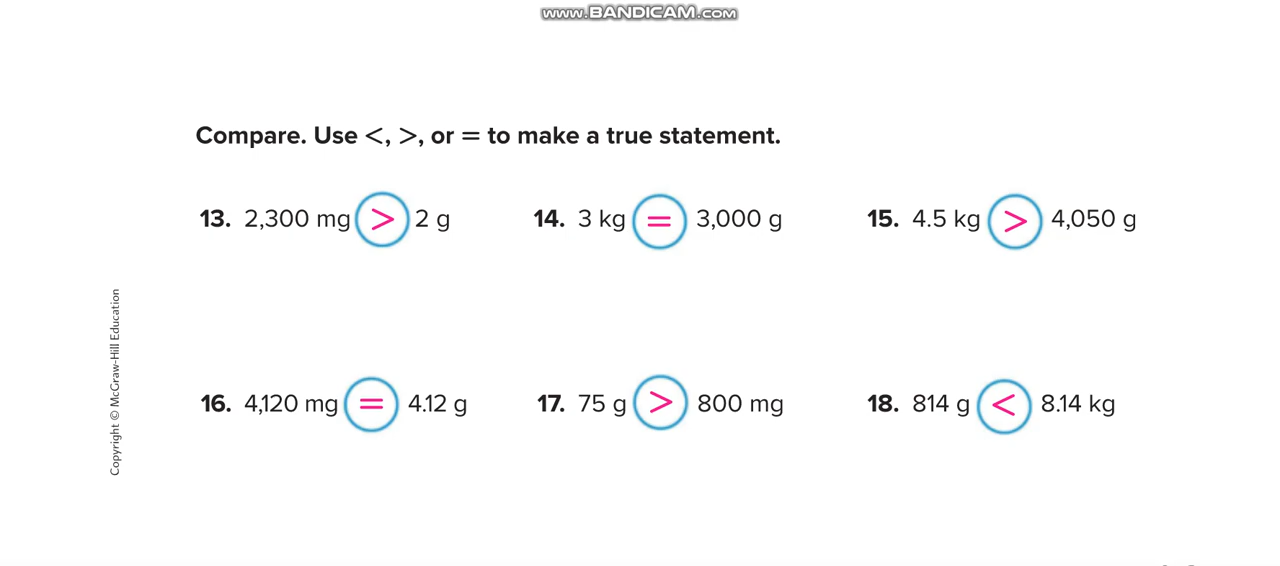 www.BANDICAM.com
Compare. Use <, >, or = to make a true statement.
13. 2,300 mg > 2 g
14. 3 kg = 3,000 g
15. 4.5 kg > 4,050 g
Copyright © McGraw-Hill Education
16. 4,120 mg = 4.12 g
17. 75 g > 800 mg
18. 814 g < 8.14 kg